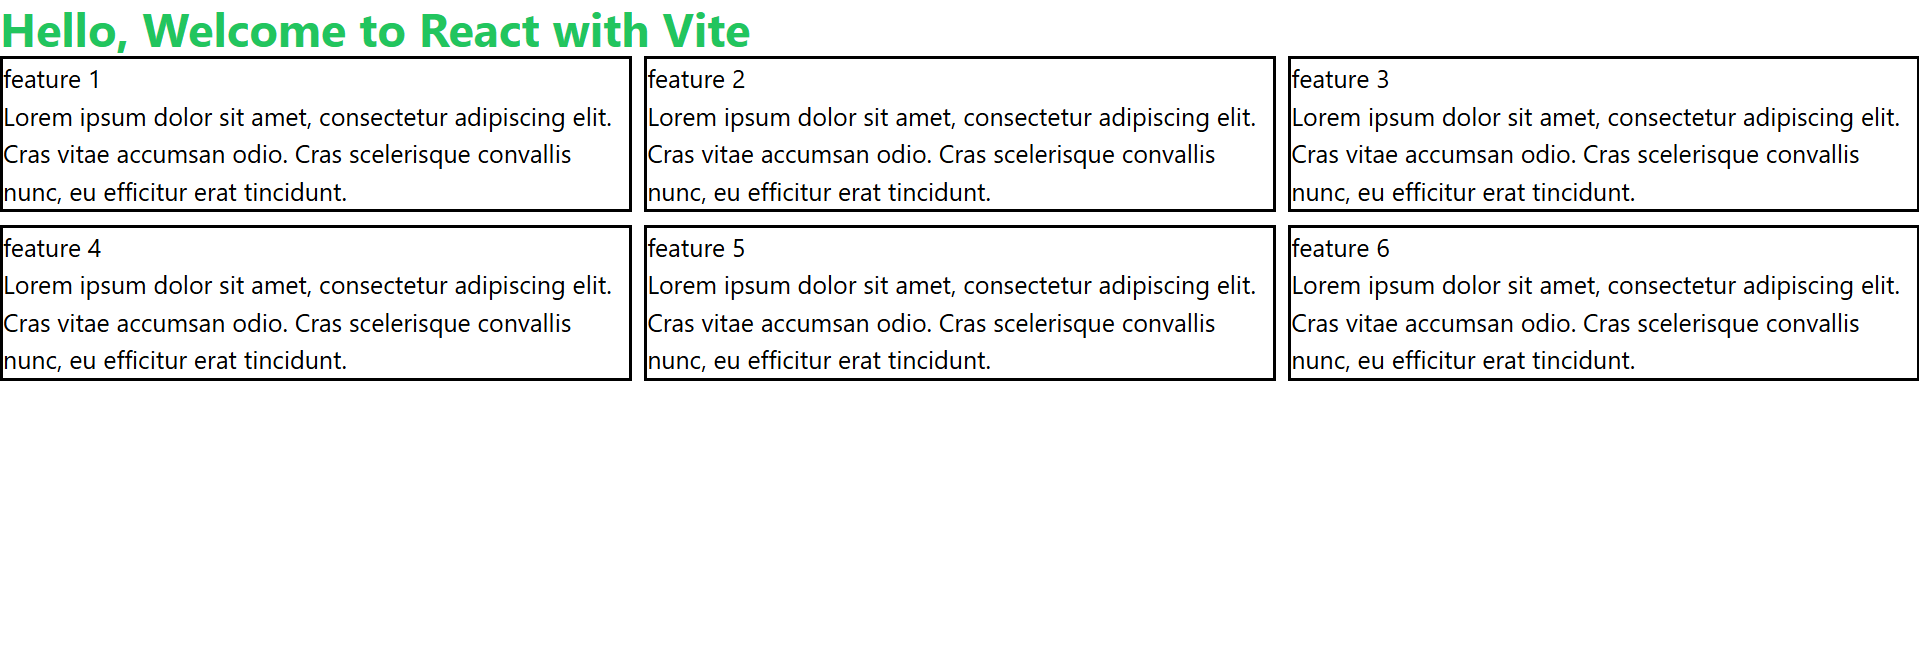 Hello, Welcome to React with Vite
feature 1
Lorem ipsum dolor sit amet, consectetur adipiscing elit.
Cras vitae accumsan odio. Cras scelerisque convallis
nunc, eu efficitur erat tincidunt.
feature 2
Lorem ipsum dolor sit amet, consectetur adipiscing elit.
Cras vitae accumsan odio. Cras scelerisque convallis
nunc, eu efficitur erat tincidunt.
feature 3
Lorem ipsum dolor sit amet, consectetur adipiscing elit.
Cras vitae accumsan odio. Cras scelerisque convallis
nunc, eu efficitur erat tincidunt.
feature 4
Lorem ipsum dolor sit amet, consectetur adipiscing elit.
Cras vitae accumsan odio. Cras scelerisque convallis
nunc, eu efficitur erat tincidunt.
feature 5
Lorem ipsum dolor sit amet, consectetur adipiscing elit.
Cras vitae accumsan odio. Cras scelerisque convallis
nunc, eu efficitur erat tincidunt.
feature 6
Lorem ipsum dolor sit amet, consectetur adipiscing elit.
Cras vitae accumsan odio. Cras scelerisque convallis
nunc, eu efficitur erat tincidunt.